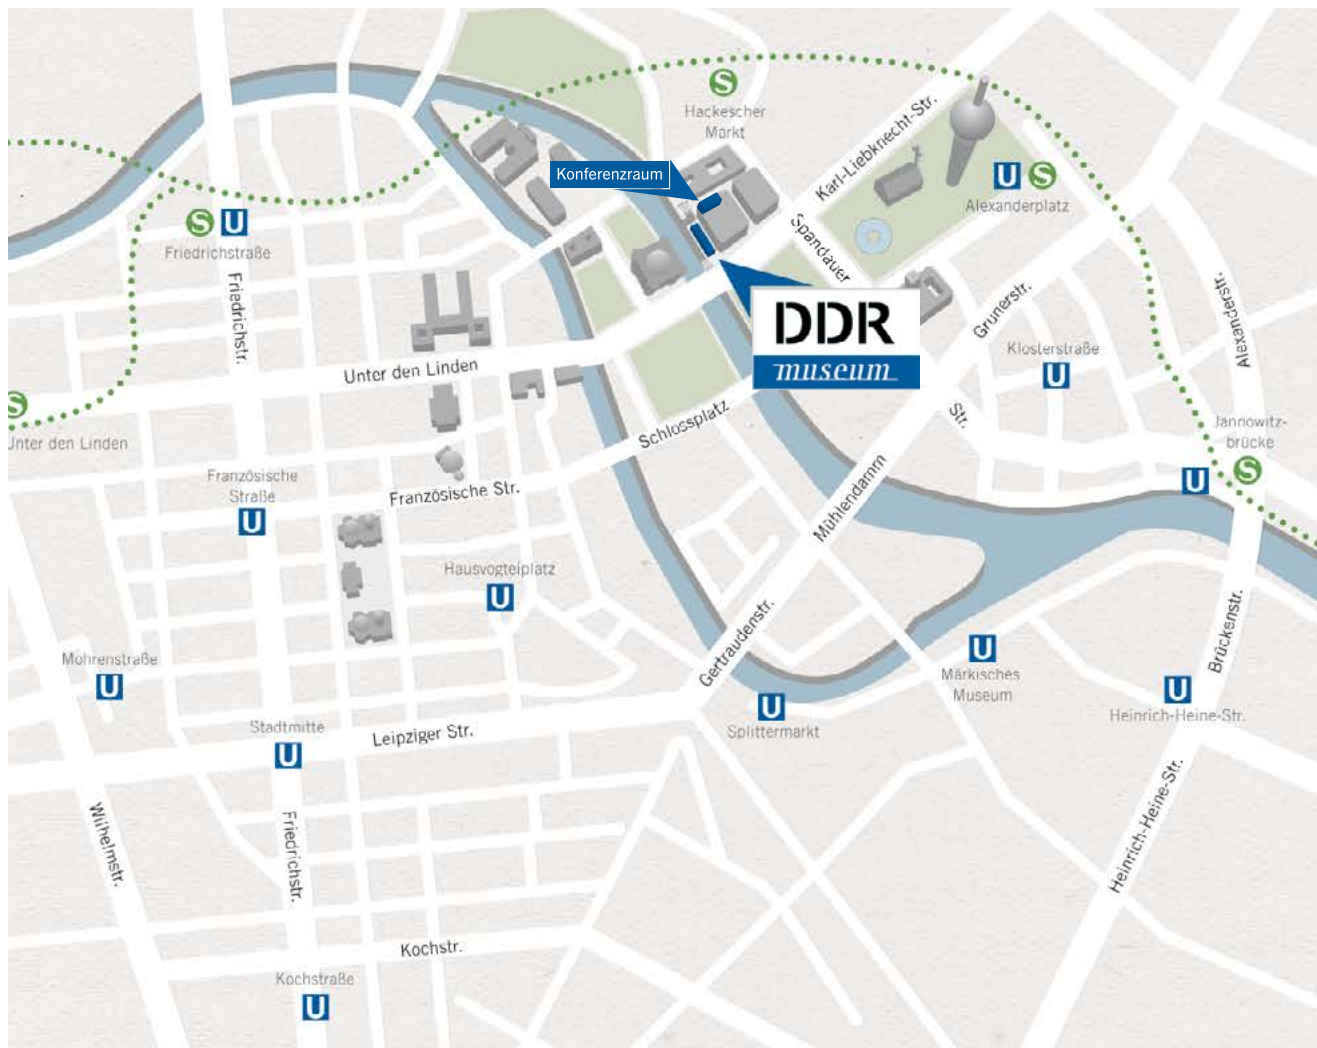 Hackescher
Markt
Karl-Liebknecht-Str.
Konferenzraum
S
U
S
Alexanderplatz
S
U
Friedrichstraße
Spandauer
Friedrichstr.
DDR
museum
Grunerstr.
Alexanderstr.
Klosterstraße
U
Unter den Linden
S
Unter den Linden
Schlossplatz
Str.
Jannowitz-
brücke
U
S
Französische
Straße
U
Französische Str.
Mühlendamm
Hausvogteiplatz
U
Gertraudenstr.
Brückenstr.
Mohrenstraße
U
U
Märkisches
Museum
U
Heinrich-Heine-Str.
U
Splittermarkt
Stadtmitte
U
Leipziger Str.
Wilhelmstr.
Friedrichstr.
Heinrich-Heine-Str.
Kochstr.
Kochstraße
U